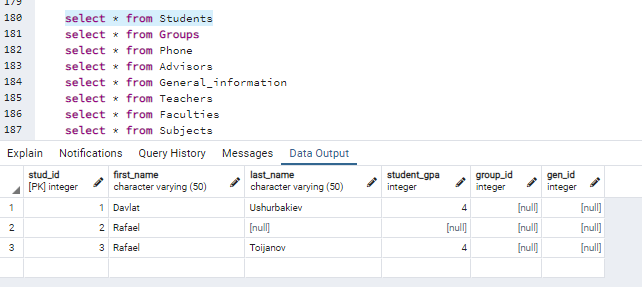 179
180 select * from Students
181 select * from Groups
182 select * from Phone
183 select * from Advisors
184 select * from General_information
185 select * from Teachers
186 select * from Faculties
187 select * from Subjects
Explain Notifications Query History Messages Data Output
stud_id first_name last_name student_gpa group_id gen_id
[PK] integer character varying (50) character varying (50) integer integer integer
1 1 Davlat Ushurbakiev 4 [null] [null]
2 2 Rafael [null] [null] [null] [null]
3 3 Rafael Toijanov 4 [null] [null]